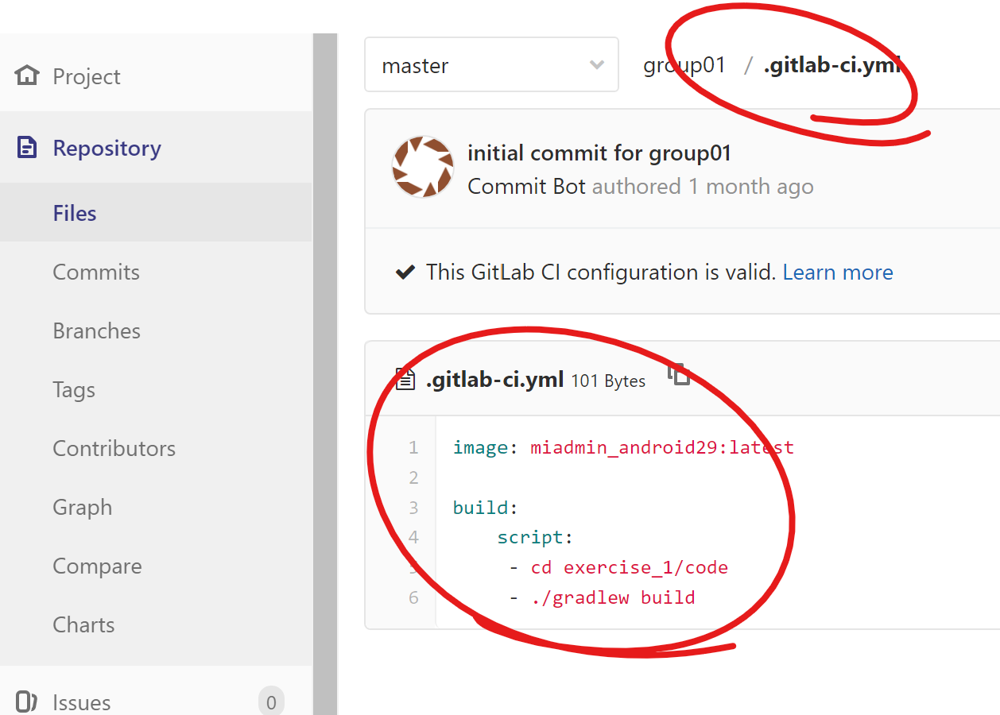 Project
Repository
Files
Commits
Branches
Tags
Contributors
Graph
Compare
Charts
Issues 0
master
group01 / .gitlab-ci.yml
initial commit for group01
Commit Bot authored 1 month ago
This GitLab CI configuration is valid. Learn more
.gitlab-ci.yml 101 Bytes
1 image: miadmin_android29:latest
2
3 build:
4 script:
5 - cd exercise_1/code
6 - ./gradlew build